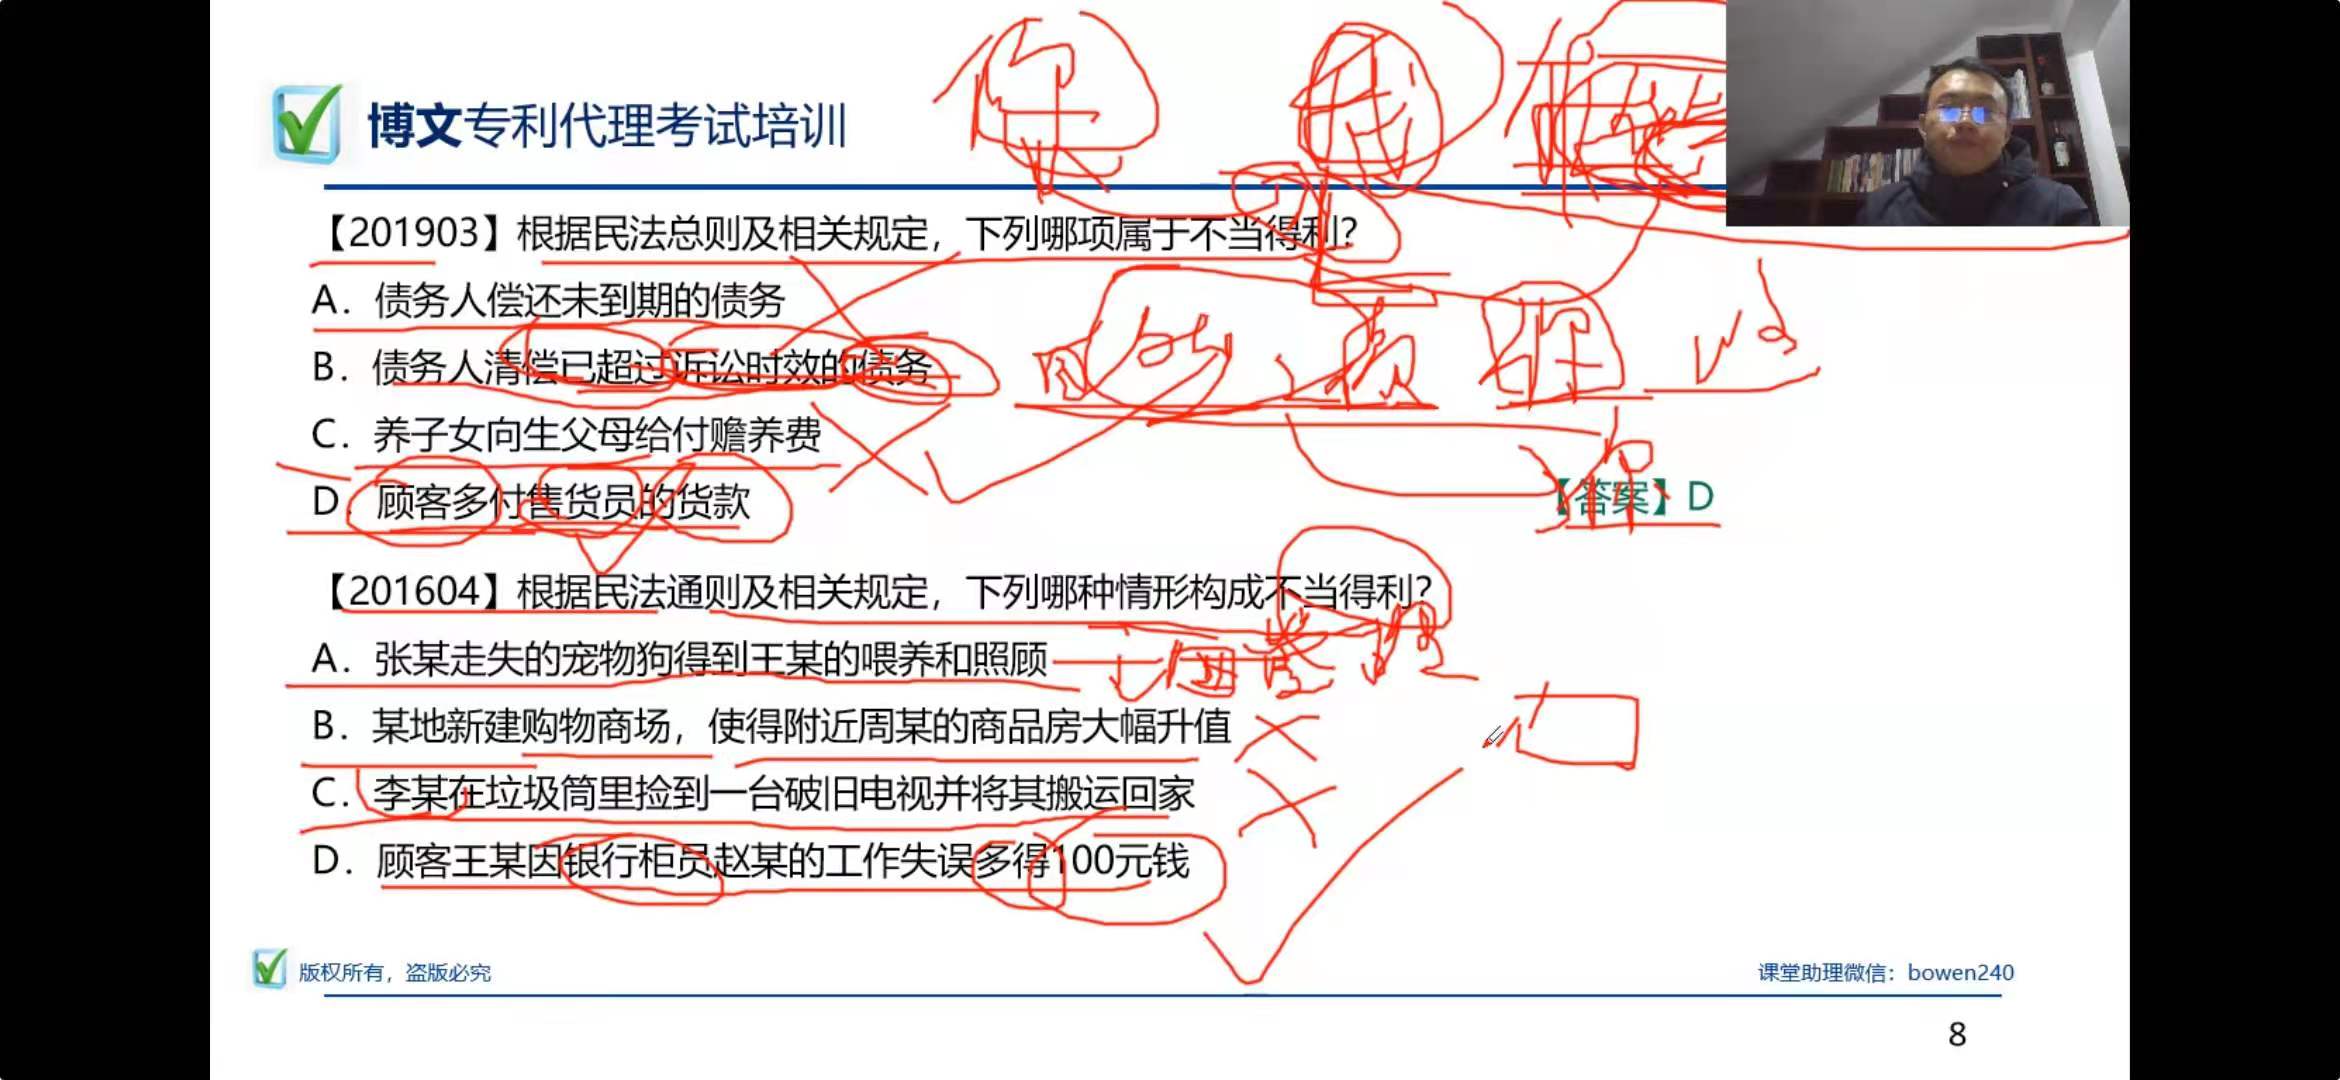 博文专利代理考试培训
【201903】根据民法总则及相关规定，下列哪项属于不当得利？
A．债务人偿还未到期的债务
B．债务人清偿已超过诉讼时效的债务
C．养子女向生父母给付赡养费
D．顾客多付售货员的货款
【答案】D
【201604】根据民法通则及相关规定，下列哪种情形构成不当得利？
A．张某走失的宠物狗得到王某的喂养和照顾
B．某地新建购物商场，使得附近周某的商品房大幅升值
C．李某在垃圾筒里捡到一台破旧电视并将其搬运回家
D．顾客王某因银行柜员赵某的工作失误多得100元钱
版权所有，盗版必究
课堂助理微信：bowen240
8